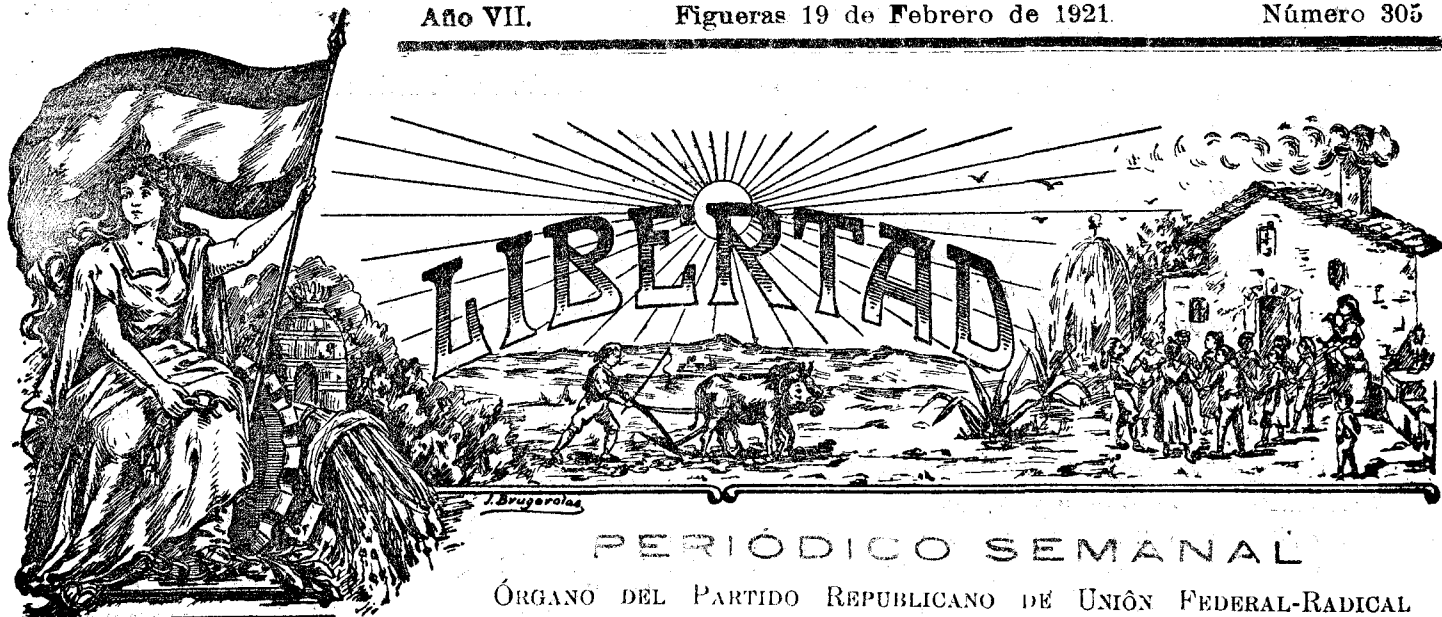 Año VII. Figueras 19 de Febrero de 1921. Número 305
LIBERTAD
J. Brugarolas
PERIÓDICO SEMANAL
ÓRGANO DEL PARTIDO REPUBLICANO DE UNIÓN FEDERAL-RADICAL